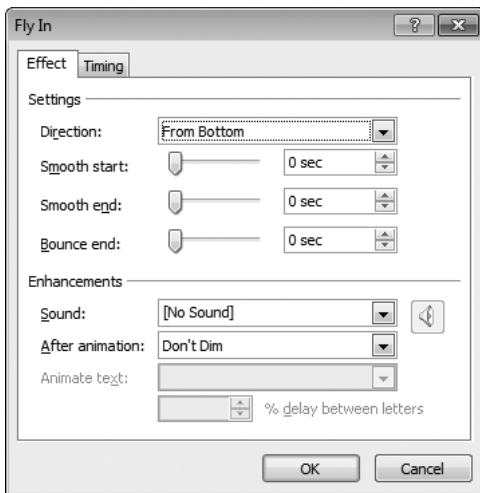 Fly In
Effect Timing
Settings
Direction: From Bottom
Smooth start: 0 sec
Smooth end: 0 sec
Bounce end: 0 sec
Enhancements
Sound: [No Sound]
After animation: Don't Dim
Animate text:
% delay between letters
OK Cancel